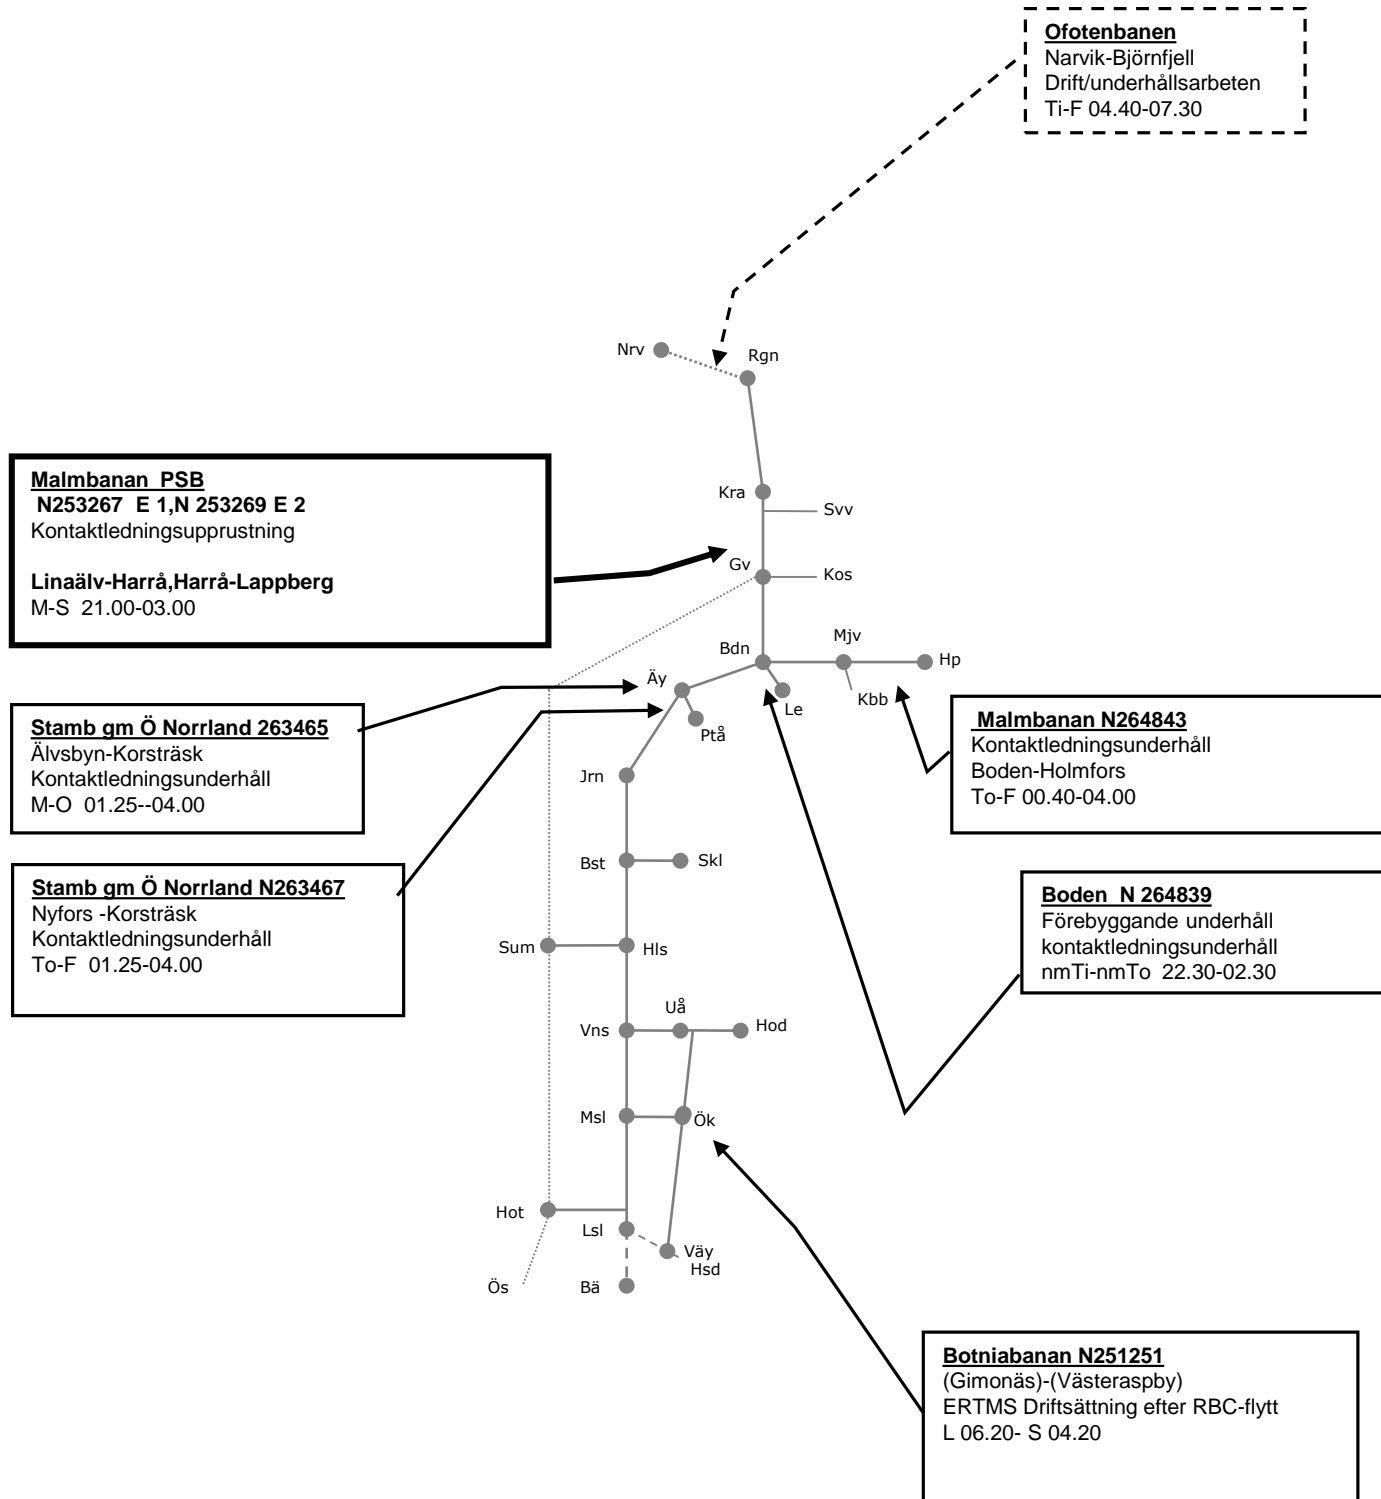 Ofotenbanen
Narvik-Björnfjell
Drift/underhållsarbeten
Ti-F 04.40-07.30
Nrv
Rgn
Malmbanan PSB
N253267 E 1,N 253269 E 2
Kontaktledningsupprustning
Linaälv-Harrå,Harrå-Lappberg
M-S 21.00-03.00
Kra
Svv
Gv
Kos
Bdn
Mjv
Hp
Äy
Le
Kbb
Ptå
Stamb gm Ö Norrland 263465
Älvsbyn-Korsträsk
Kontaktledningsunderhåll
M-O 01.25--04.00
Malmbanan N264843
Kontaktledningsunderhåll
Boden-Holmfors
To-F 00.40-04.00
Jrn
Bst
Skl
Stamb gm Ö Norrland N263467
Nyfors -Korsträsk
Kontaktledningsunderhåll
To-F 01.25-04.00
Boden N 264839
Förebyggande underhåll
kontaktledningsunderhåll
nmTi-nmTo 22.30-02.30
Sum
Hls
Uå
Vns
Hod
Msl
Ök
Hot
Lsl
Väy
Hsd
Ös
Bä
Botniabanan N251251
(Gimonäs)-(Västeraspby)
ERTMS Driftsättning efter RBC-flytt
L 06.20- S 04.20